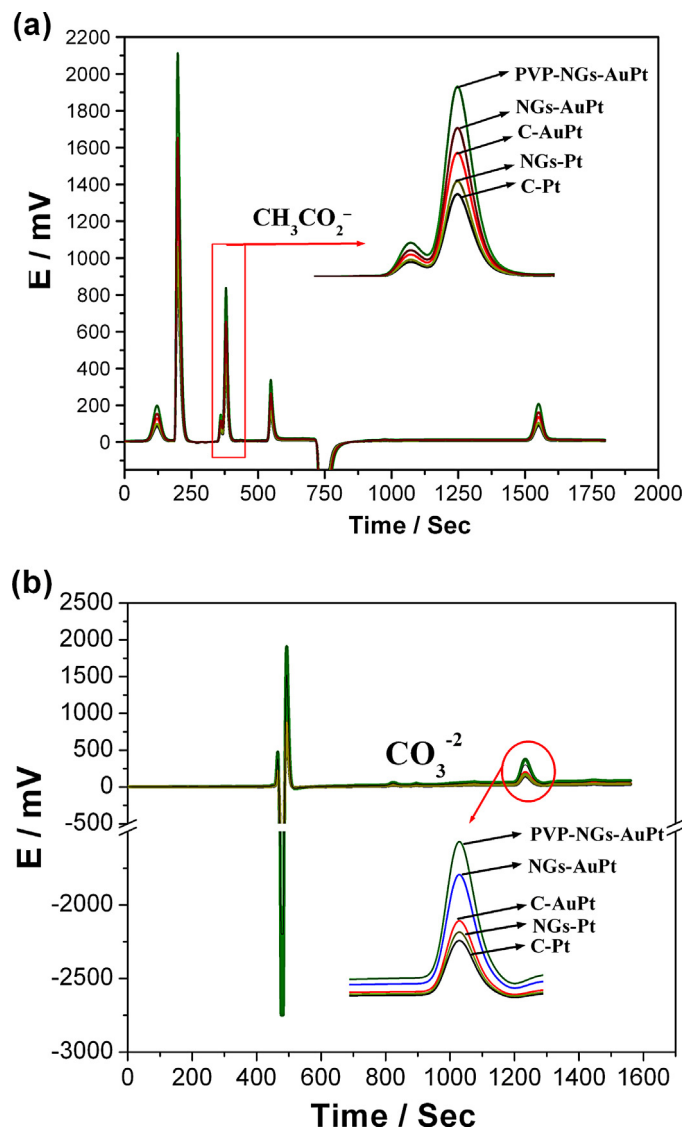 (a)
2200
2000
1800
1600
1400
1200
1000
800
600
400
200
0
E / mV
CH₃CO₂⁻
PVP-NGs-AuPt
NGs-AuPt
C-AuPt
NGs-Pt
C-Pt
0 250 500 750 1000 1250 1500 1750 2000
Time / Sec
(b)
2500
2000
1500
1000
500
0
-500
-2000
-2500
-3000
E / mV
CO₃⁻²
PVP-NGs-AuPt
NGs-AuPt
C-AuPt
NGs-Pt
C-Pt
0 200 400 600 800 1000 1200 1400 1600
Time / Sec